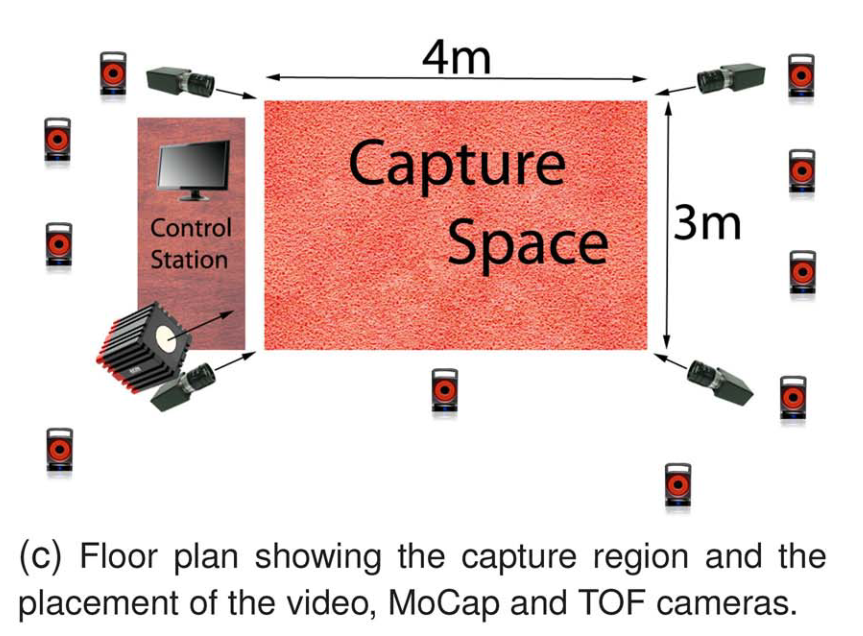 4m
Capture
Space
3m
Control
Station
(c) Floor plan showing the capture region and the
placement of the video, MoCap and TOF cameras.